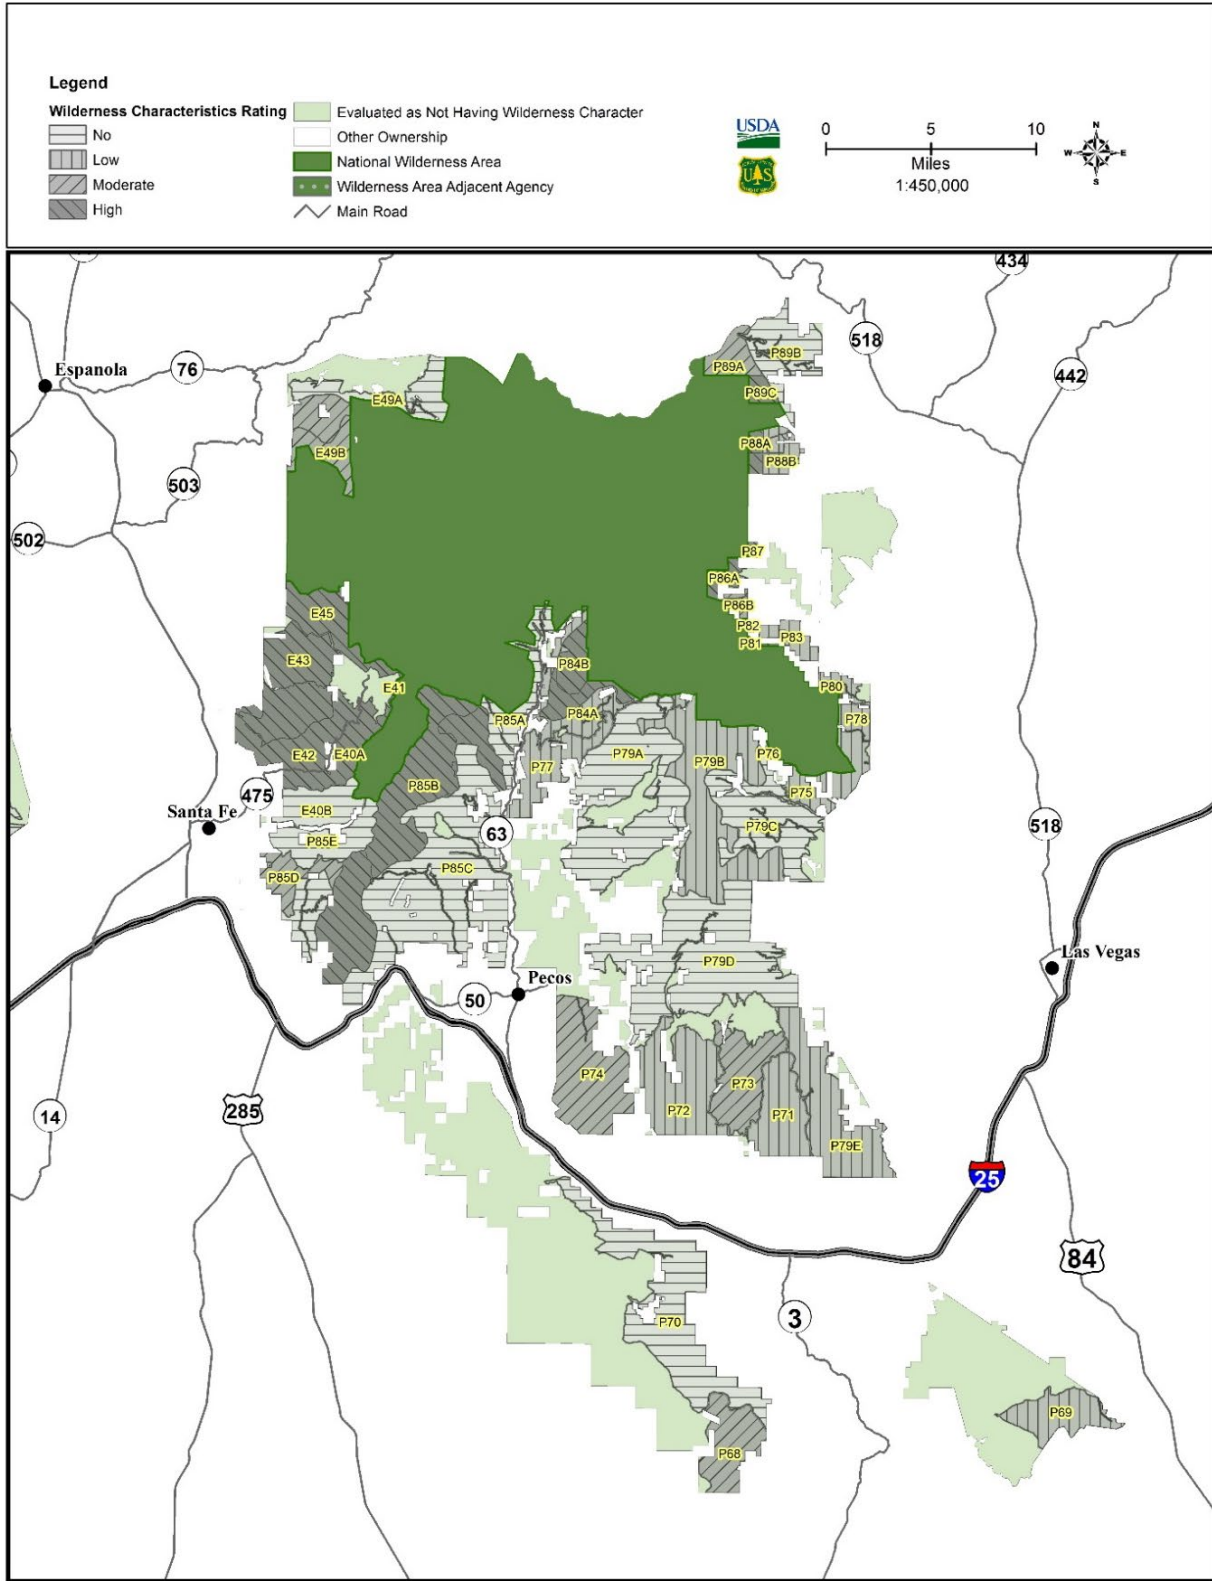 Legend
Wilderness Characteristics Rating
No
Low
Moderate
High
Evaluated as Not Having Wilderness Character
Other Ownership
National Wilderness Area
Wilderness Area Adjacent Agency
Main Road
USDA
U S
0 5 10
Miles
1:450,000
N
W E
S
434
518
P89B
Espanola
76
P89A
442
P89C
E49A
P88A
E49B
P88B
503
502
P87
P86A
P86B
E45
P82
P83
P81
E43
P84B
E41
P80
P84A
P85A
P78
E42
E40A
P79A
P76
P77
P79B
P85B
P75
475
E40B
Santa Fe
P79C
518
63
P85E
P85C
P85D
Las Vegas
P79D
Pecos
50
P74
P73
285
P72
P71
14
P79E
25
84
3
P70
P69
P68